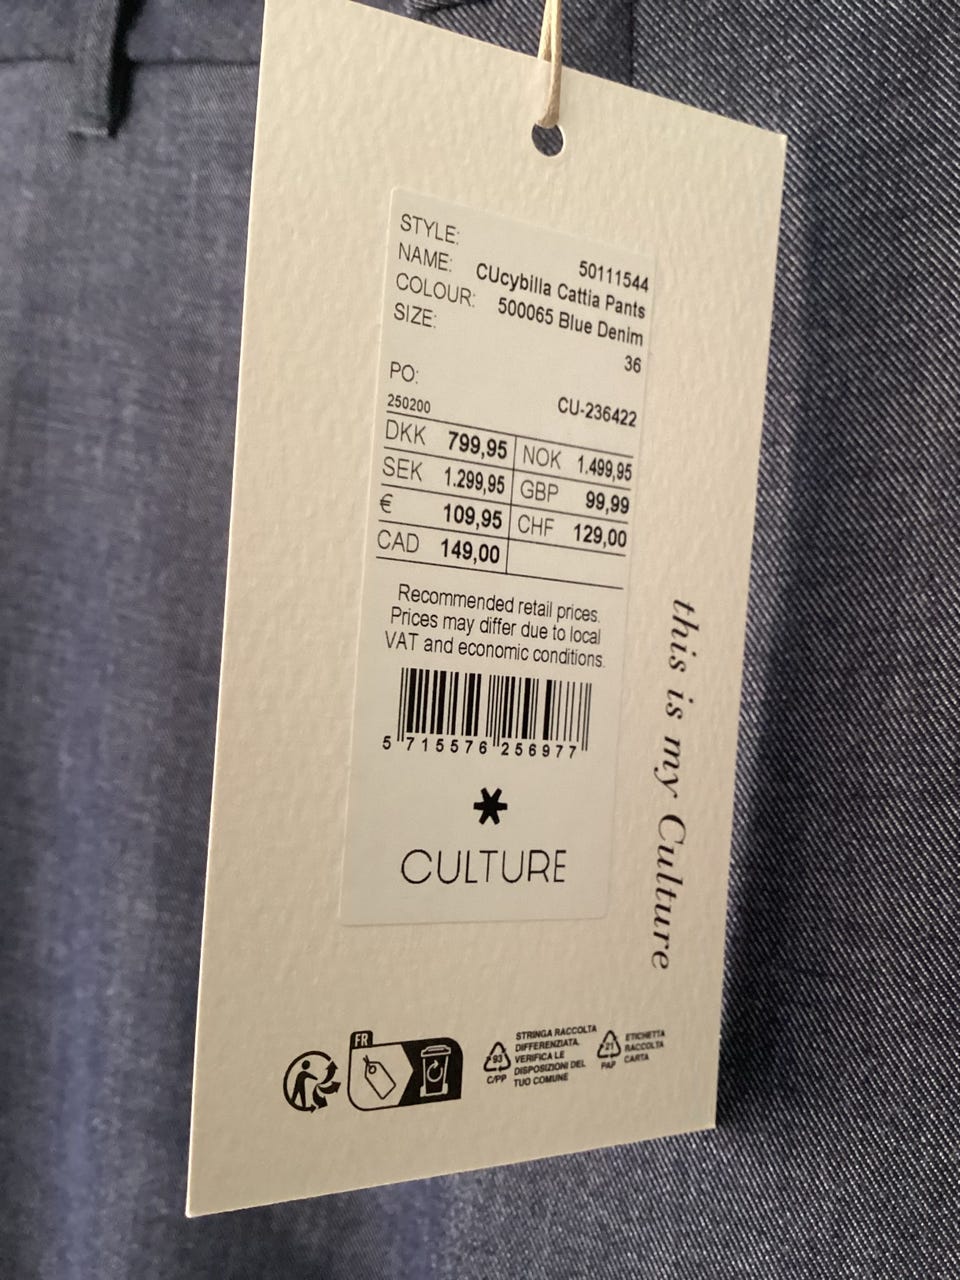 STYLE: 50111544
NAME: CUcybilla Cattia Pants
COLOUR: 500065 Blue Denim
SIZE: 36
PO: CU-236422
250200
DKK 799,95 NOK 1.499,95
SEK 1.299,95 GBP 99,99
€ 109,95 CHF 129,00
CAD 149,00
Recommended retail prices.
Prices may differ due to local
VAT and economic conditions.
5 715576 256977
CULTURE
this is my Culture
FR
93
C/PP
STRINGA RACCOLTA
DIFFERENZIATA.
VERIFICA LE
DISPOSIZIONI DEL
TUO COMUNE
21
PAP
ETICHETTA
RACCOLTA
CARTA